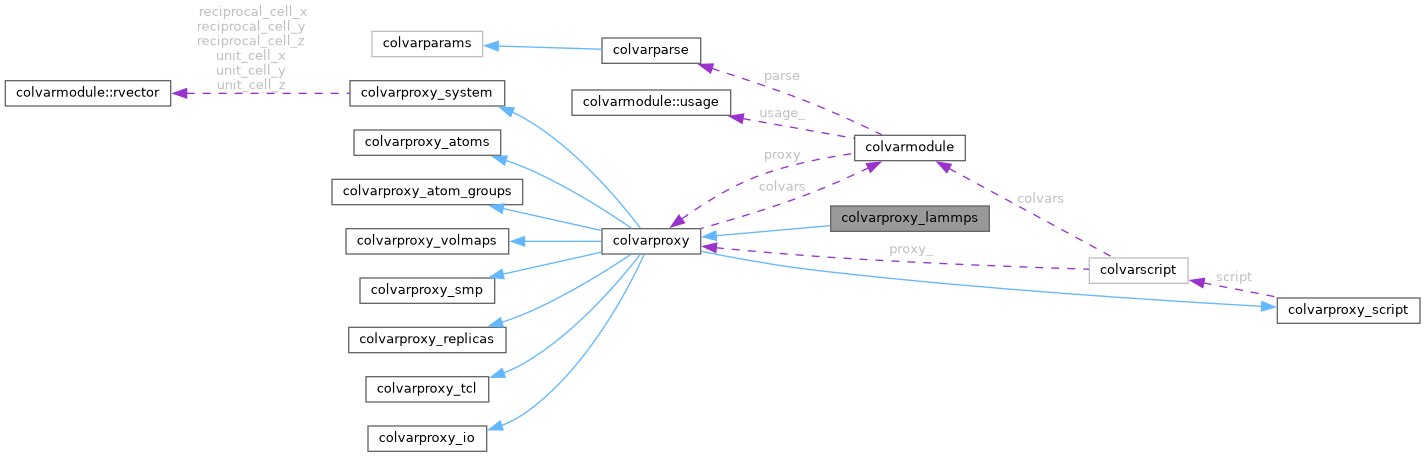 reciprocal_cell_x
reciprocal_cell_y
reciprocal_cell_z
unit_cell_x
unit_cell_y
unit_cell_z
colvarparams
colvarparse
parse
colvarmodule::rvector
colvarproxy_system
colvarmodule::usage
usage_
colvarproxy_atoms
colvarmodule
proxy
colvars
colvarproxy_atom_groups
colvars
colvarproxy_lammps
colvarproxy_volmaps
colvarproxy
proxy_
colvarscript
script
colvarproxy_smp
colvarproxy_script
colvarproxy_replicas
colvarproxy_tcl
colvarproxy_io